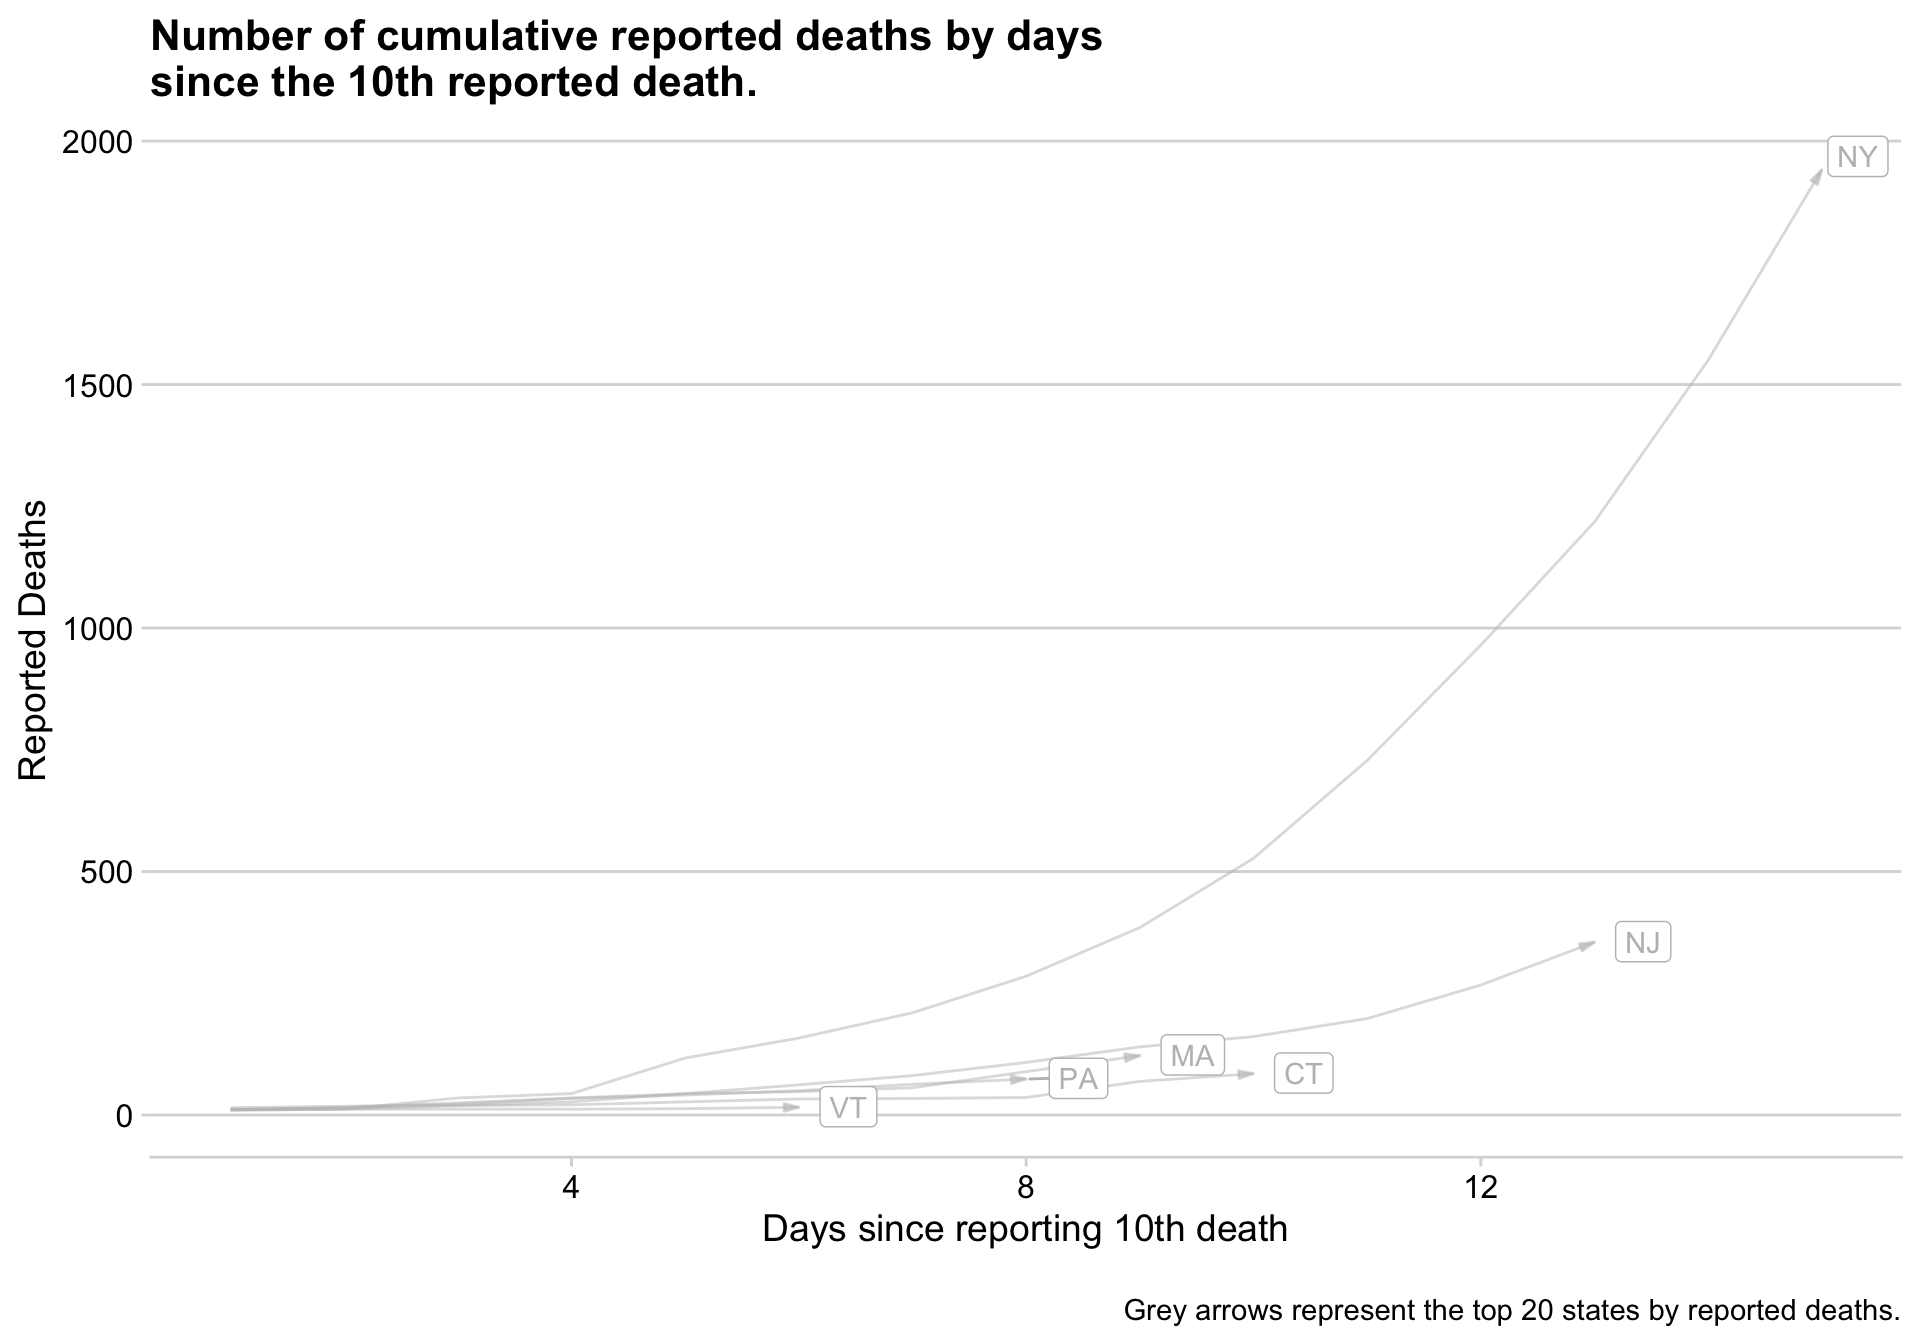 Number of cumulative reported deaths by days
since the 10th reported death.
2000
NY
1500
Reported Deaths
1000
500
NJ
MA
CT
PA
VT
0
4
8
12
Days since reporting 10th death
Grey arrows represent the top 20 states by reported deaths.